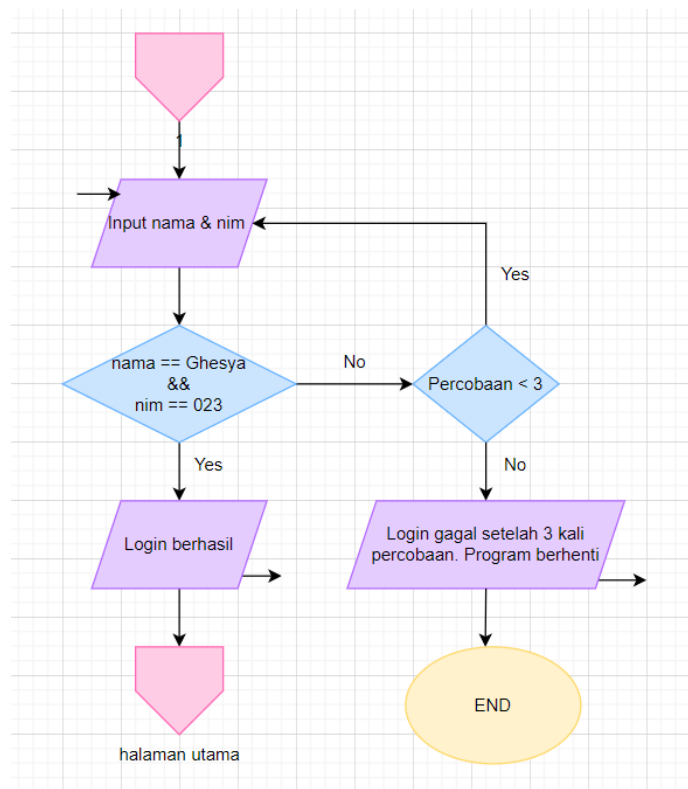 1
Input nama & nim
Yes
nama == Ghesya
&&
nim == 023
No
Percobaan < 3
Yes
No
Login berhasil
Login gagal setelah 3 kali
percobaan. Program berhenti
END
halaman utama